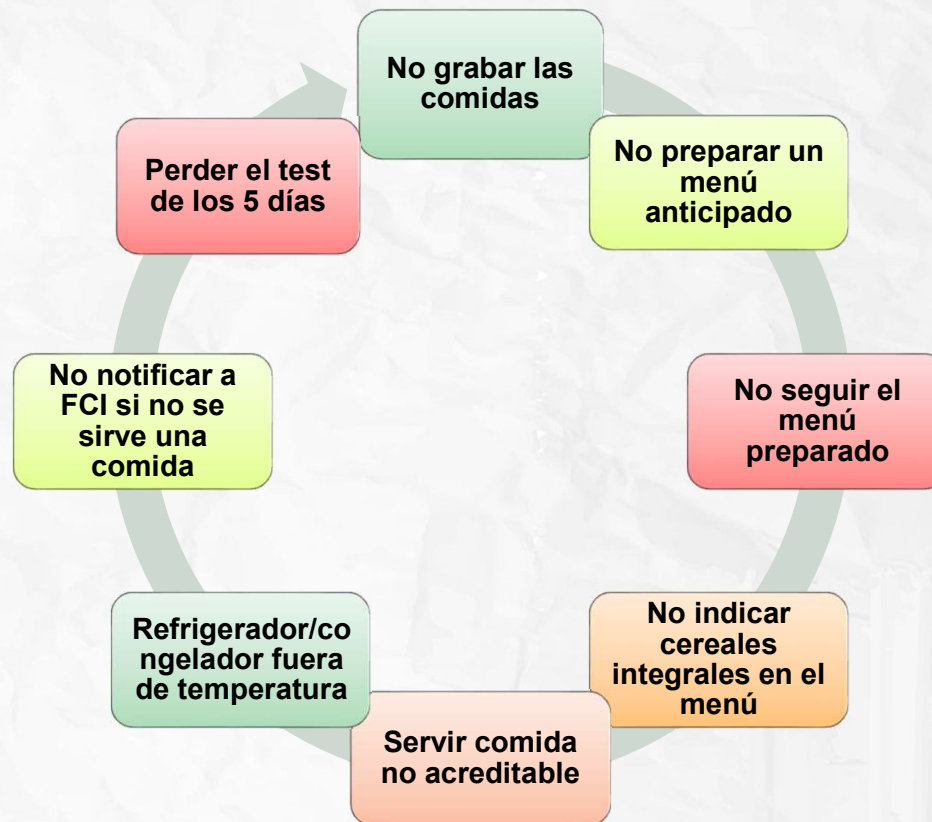 No grabar las
comidas
No preparar un
menú
anticipado
No seguir el
menú
preparado
No indicar
cereales
integrales en el
menú
Servir comida
no acreditable
Refrigerador/co
ngelador fuera
de temperatura
No notificar a
FCI si no se
sirve una
comida
Perder el test
de los 5 días